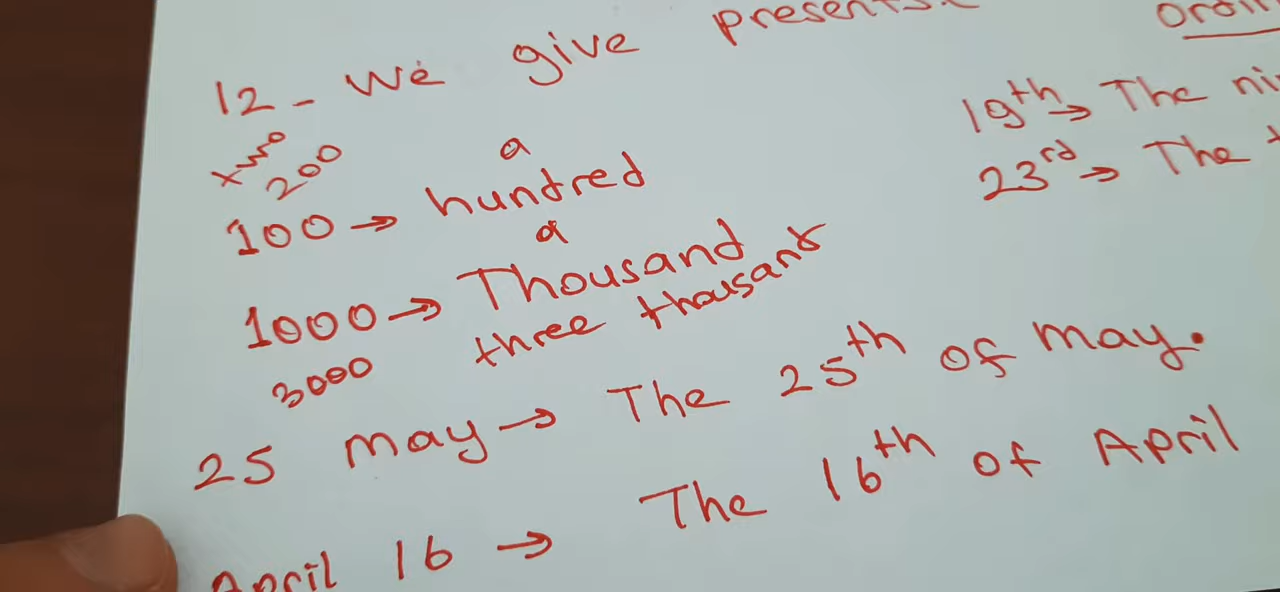 12 - We give presents.
200
a
100 → hundred
a
1000 → Thousand
3000 three thousand
25 may → The 25th of may.
April 16 → The 16th of April
19th → The
23rd → The